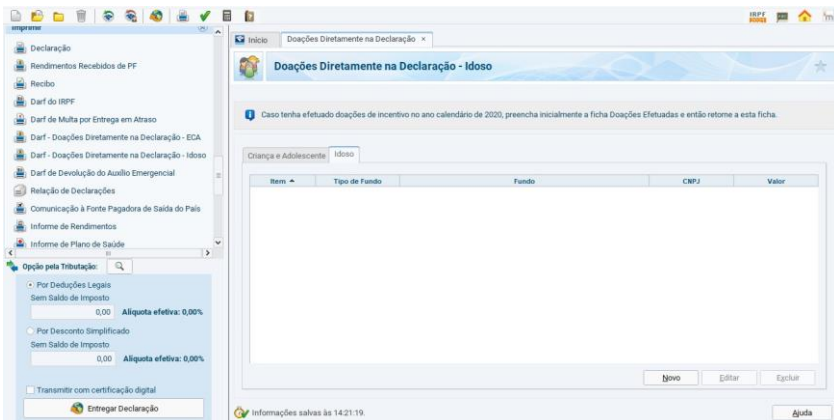 IRPF
Imprimir
Declaração
Rendimentos Recebidos de PF
Recibo
Darf do IRPF
Darf de Multa por Entrega em Atraso
Darf - Doações Diretamente na Declaração - ECA
Darf - Doações Diretamente na Declaração - Idoso
Darf de Devolução do Auxílio Emergencial
Relação de Declarações
Comunicação à Fonte Pagadora de Saída do País
Informe de Rendimentos
Informe de Plano de Saúde
Opção pela Tributação:
Por Deduções Legais
Sem Saldo de Imposto
0,00 Alíquota efetiva: 0,00%
Por Desconto Simplificado
Sem Saldo de Imposto
0,00 Alíquota efetiva: 0,00%
Transmitir com certificação digital
Entregar Declaração
Início Doações Diretamente na Declaração ×
Doações Diretamente na Declaração - Idoso
Caso tenha efetuado doações de incentivo no ano calendário de 2020, preencha inicialmente a ficha Doações Efetuadas e então retorne a esta ficha.
Criança e Adolescente Idoso
Item Tipo de Fundo Fundo CNPJ Valor
Novo Editar Excluir
Informações salvas às 14:21:19.
Ajuda